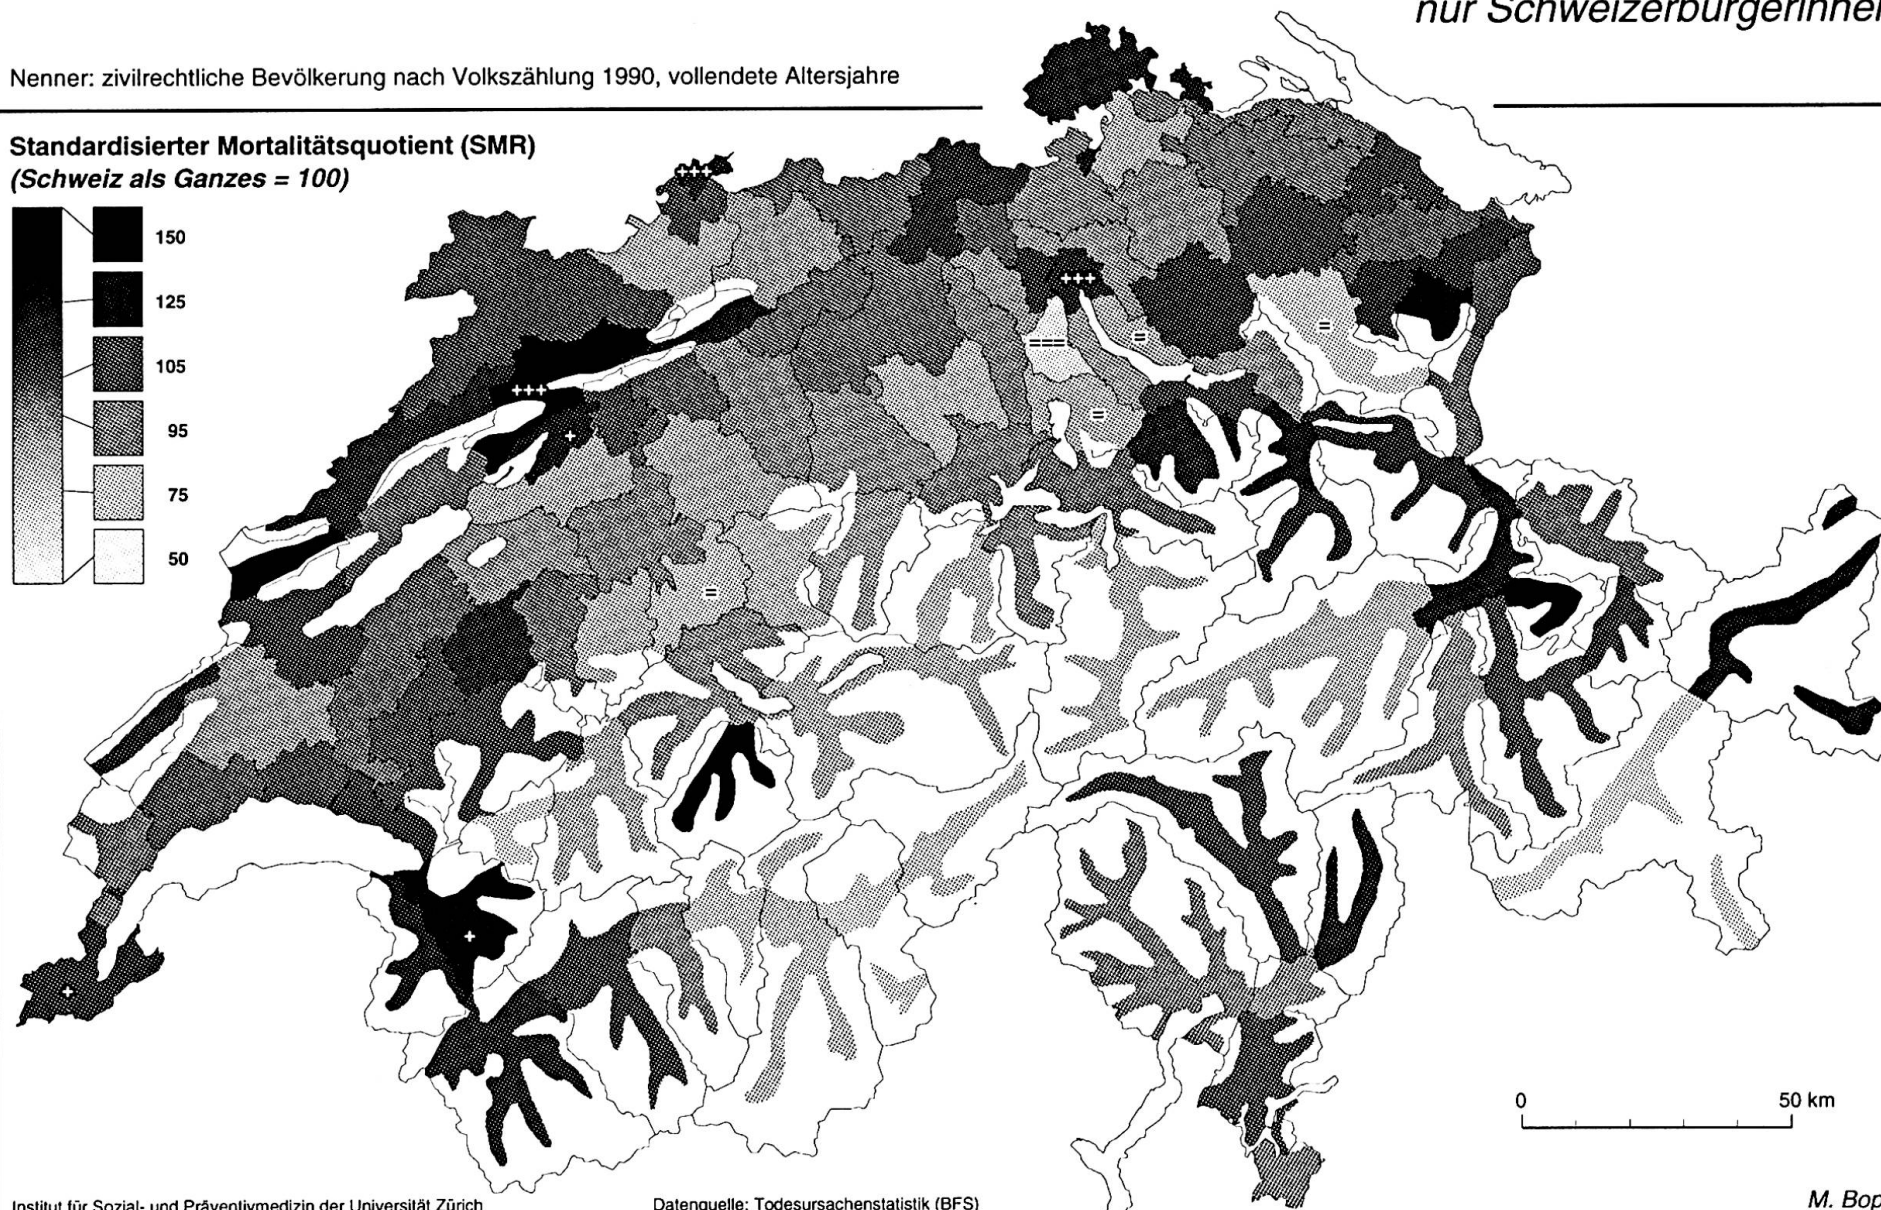 nur Schweizerbürgerinnen
Nenner: zivilrechtliche Bevölkerung nach Volkszählung 1990, vollendete Altersjahre
Standardisierter Mortalitätsquotient (SMR)
(Schweiz als Ganzes = 100)
150
125
105
95
75
50
+++
+++
=
===
=
+++
=
+
=
+
+
0 50 km
Institut für Sozial- und Präventivmedizin der Universität Zürich
Datenquelle: Todesursachenstatistik (BFS)
M. Bop